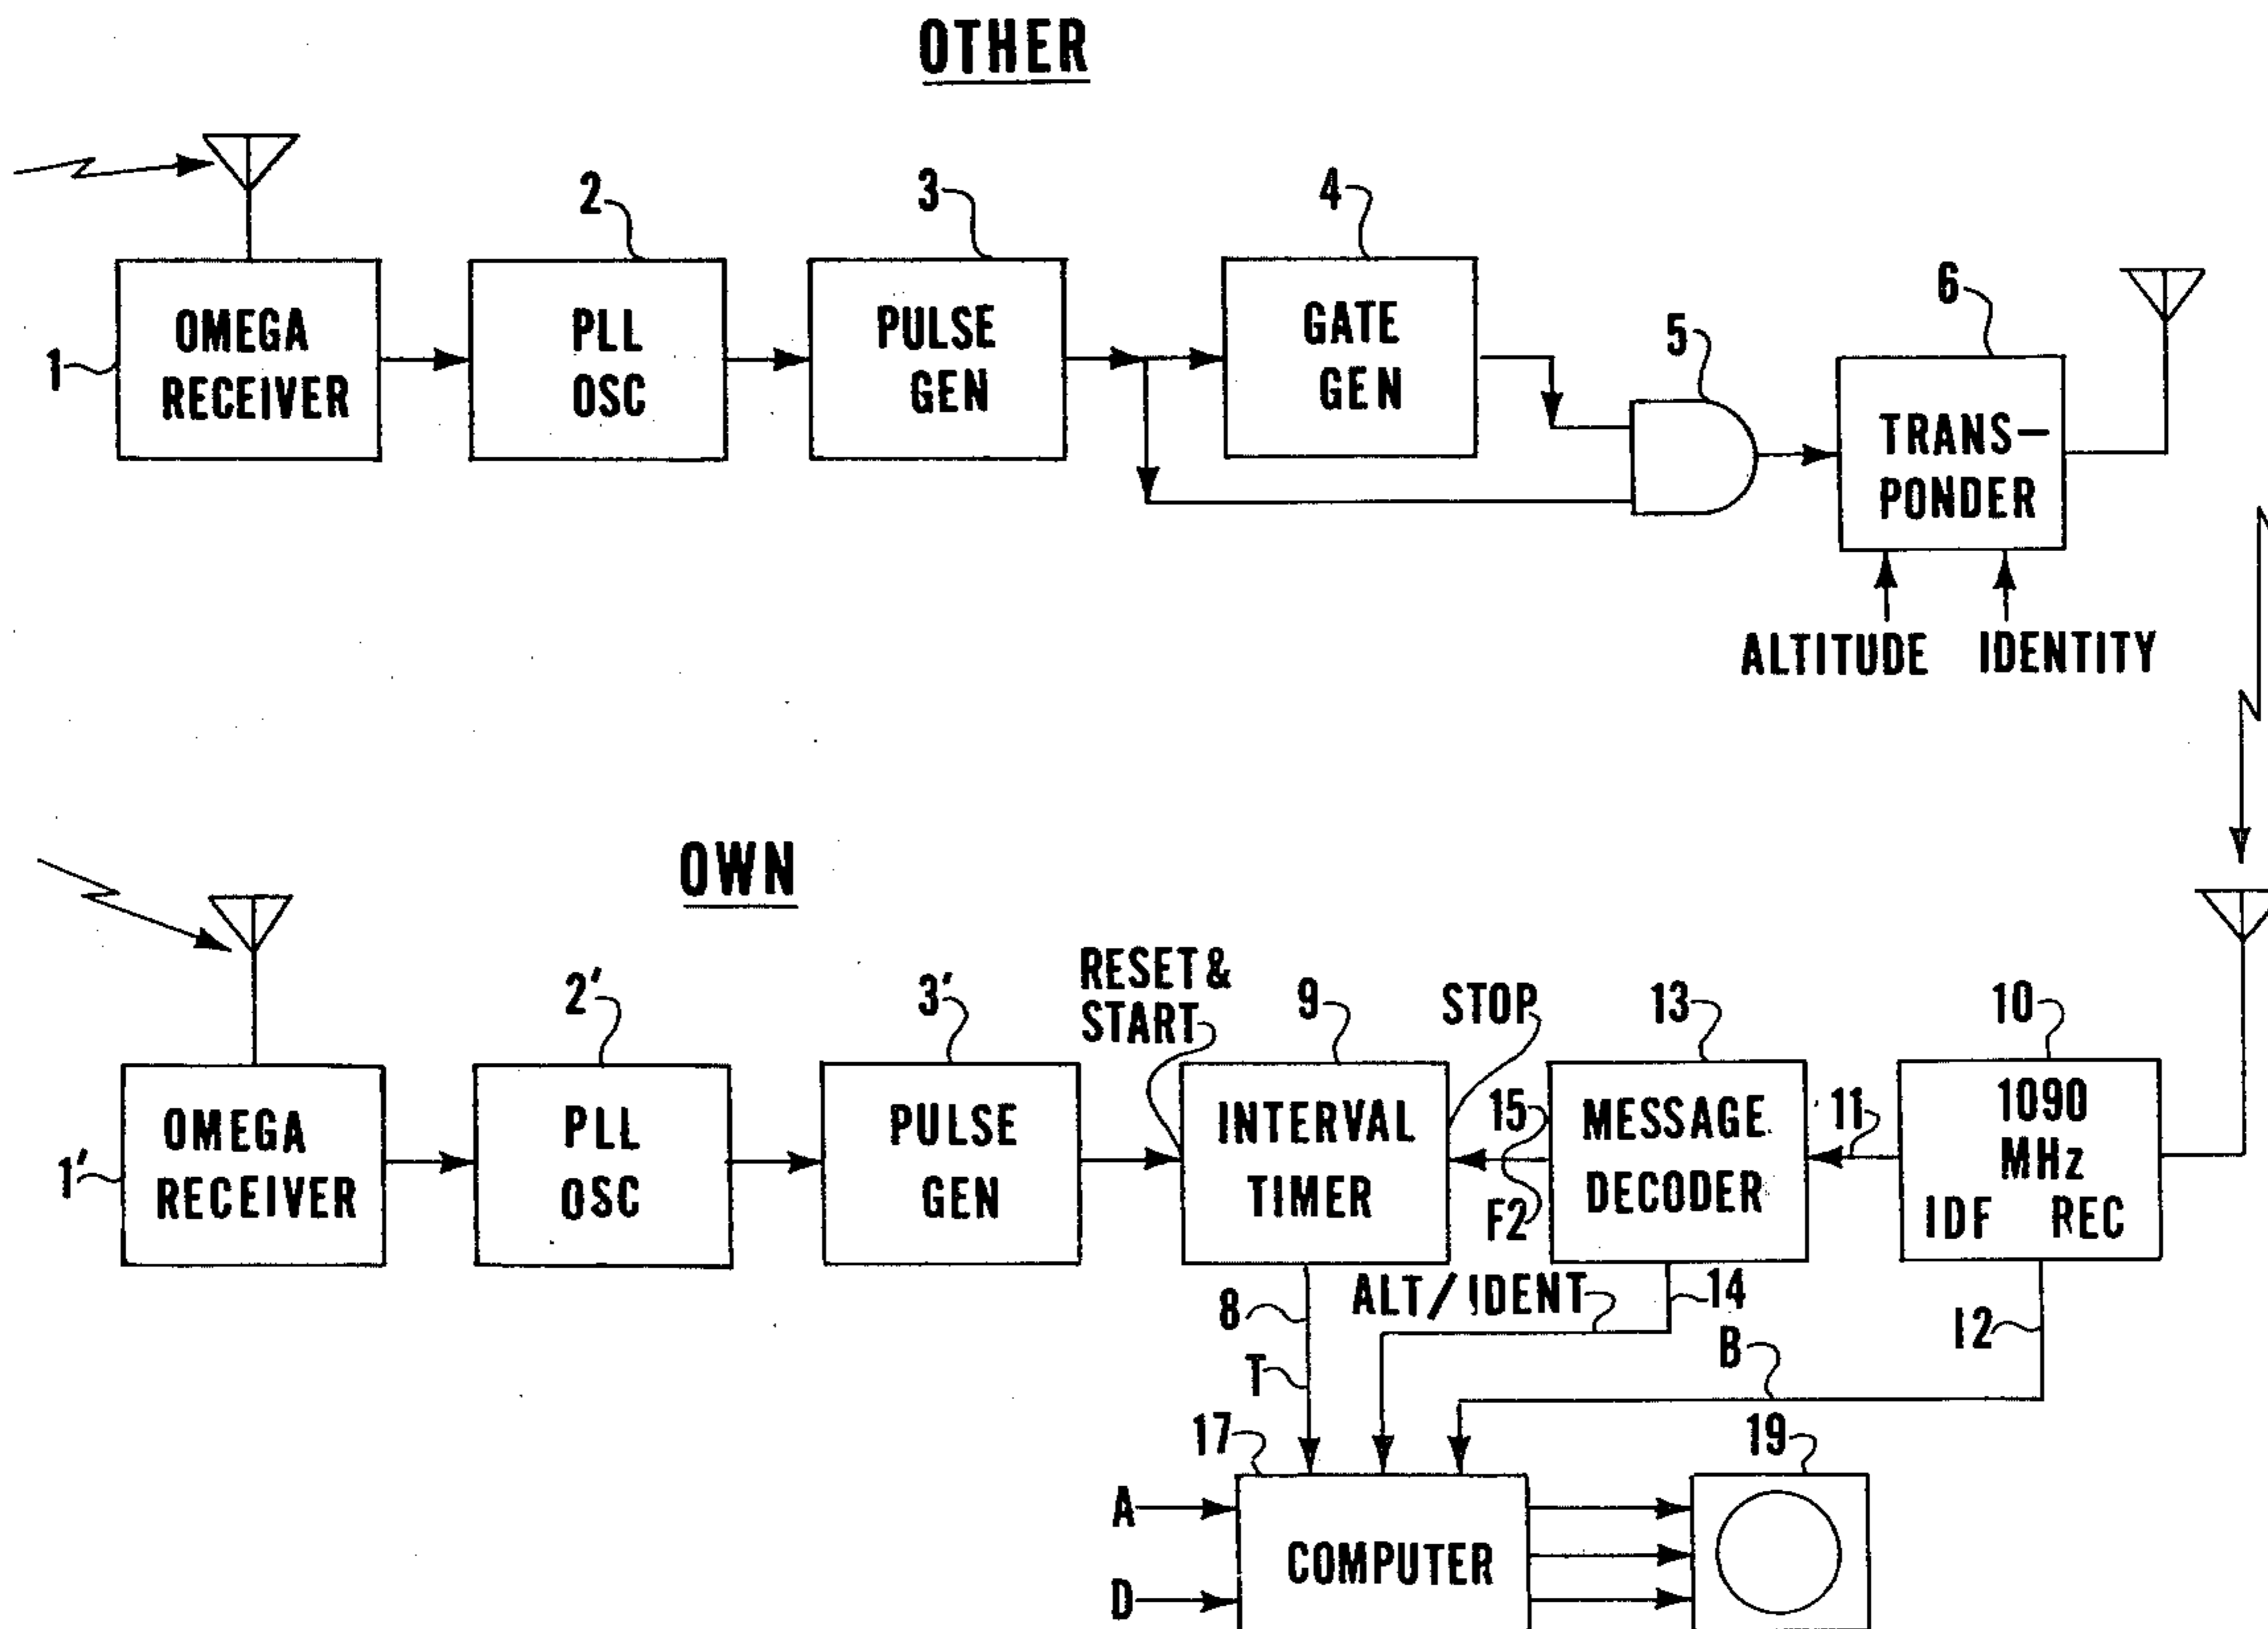 OTHER
2
3
4
6
5
1
OMEGA
RECEIVER
PLL
OSC
PULSE
GEN
GATE
GEN
TRANS-
PONDER
ALTITUDE IDENTITY
OWN
RESET&
START
2'
3'
9
STOP
13
10
1'
OMEGA
RECEIVER
PLL
OSC
PULSE
GEN
INTERVAL
TIMER
15
F2
MESSAGE
DECODER
11
1090
MHz
IDF REC
8
ALT/IDENT
14
12
T
B
17
19
A
D
COMPUTER